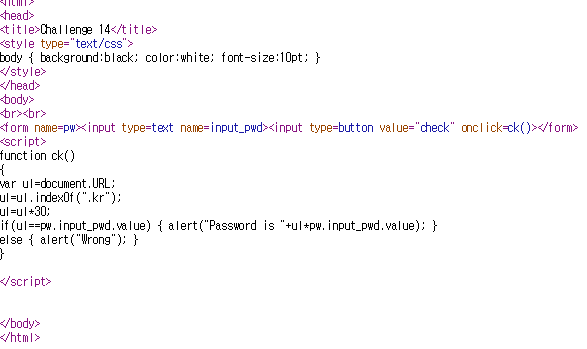 <html>
<head>
<title>Challenge 14</title>
<style type="text/css">
body { background:black; color:white; font-size:10pt; }
</style>
</head>
<body>
<br><br>
<form name=pw><input type=text name=input_pwd><input type=button value="check" onclick=ck()></form>
<script>
function ck()
{
var ul=document.URL;
ul=ul.indexOf(".kr");
ul=ul*30;
if(ul==pw.input_pwd.value) { alert("Password is "+ul*pw.input_pwd.value); }
else { alert("Wrong"); }
}
</script>
</body>
</html>